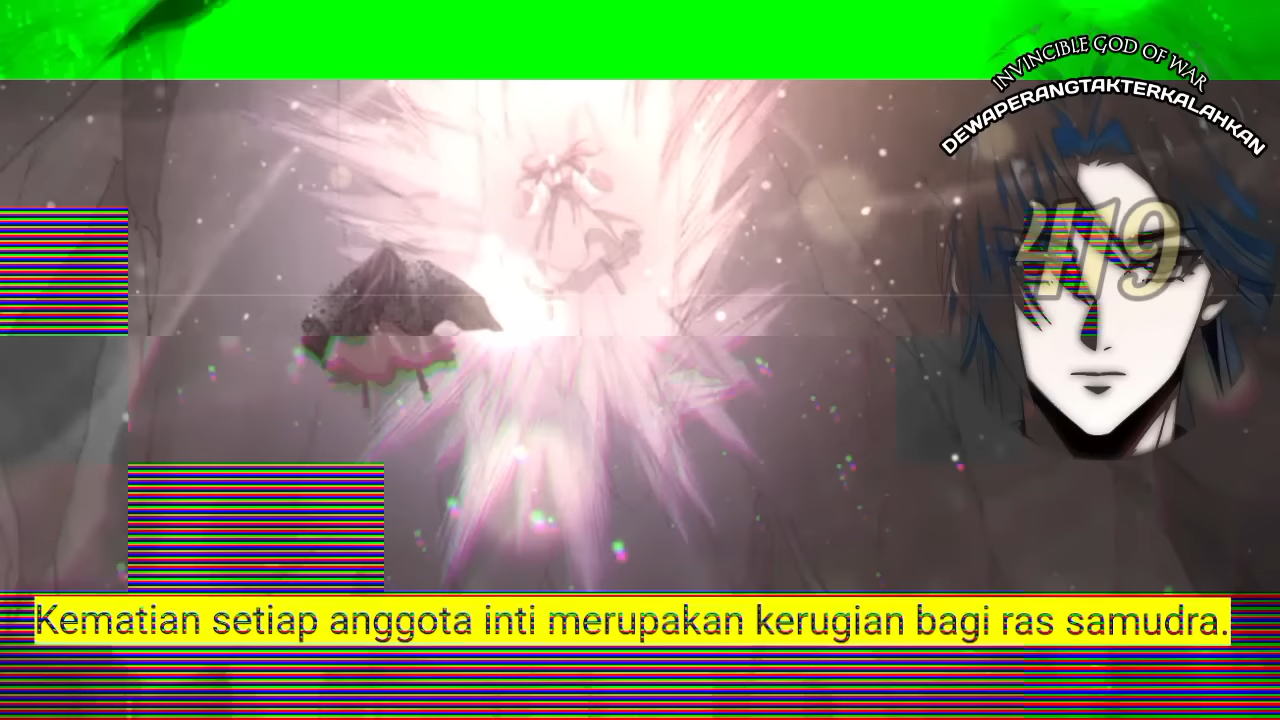 INVINCIBLE GOD OF WAR
DEWAPERANGTAKTERKALAHKAN
419
Kematian setiap anggota inti merupakan kerugian bagi ras samudra.